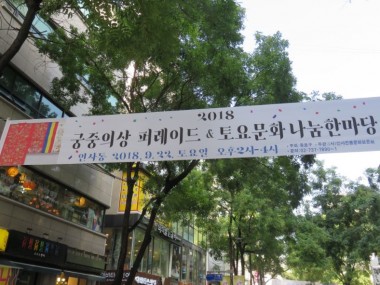 2018
궁중의상 퍼레이드 & 토요문화 나눔한마당
인사동 2018. 9. 22. 토요일 오후2시~4시